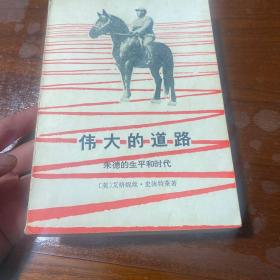 伟大的道路
朱德的生平和时代
〔美〕艾格妮丝·史沫特莱著